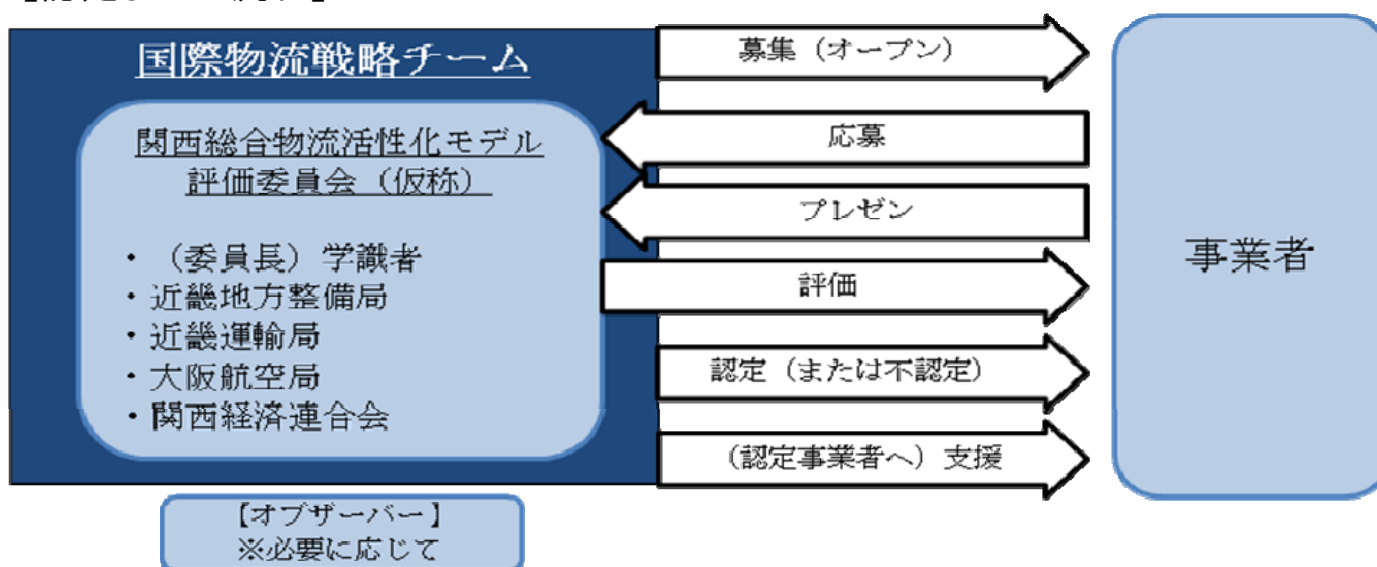 国際物流戦略チーム
関西総合物流活性化モデル
評価委員会（仮称）
・（委員長）学識者
・近畿地方整備局
・近畿運輸局
・大阪航空局
・関西経済連合会
【オブザーバー】
※必要に応じて
募集（オープン）
応募
プレゼン
評価
認定（または不認定）
（認定事業者へ）支援
事業者